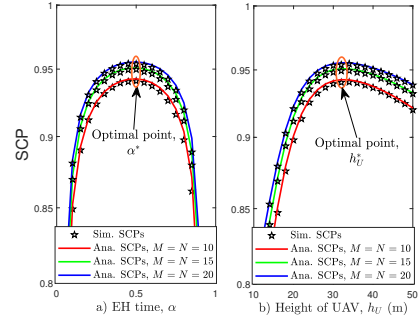 1
0.95
0.9
0.85
0.8
SCP
Optimal point,
α*
Sim. SCPs
Ana. SCPs, M = N = 10
Ana. SCPs, M = N = 15
Ana. SCPs, M = N = 20
0 0.5 1
a) EH time, α
1
0.95
0.9
0.85
0.8
Optimal point,
h*U
Sim. SCPs
Ana. SCPs, M = N = 10
Ana. SCPs, M = N = 15
Ana. SCPs, M = N = 20
10 20 30 40 50
b) Height of UAV, hU (m)